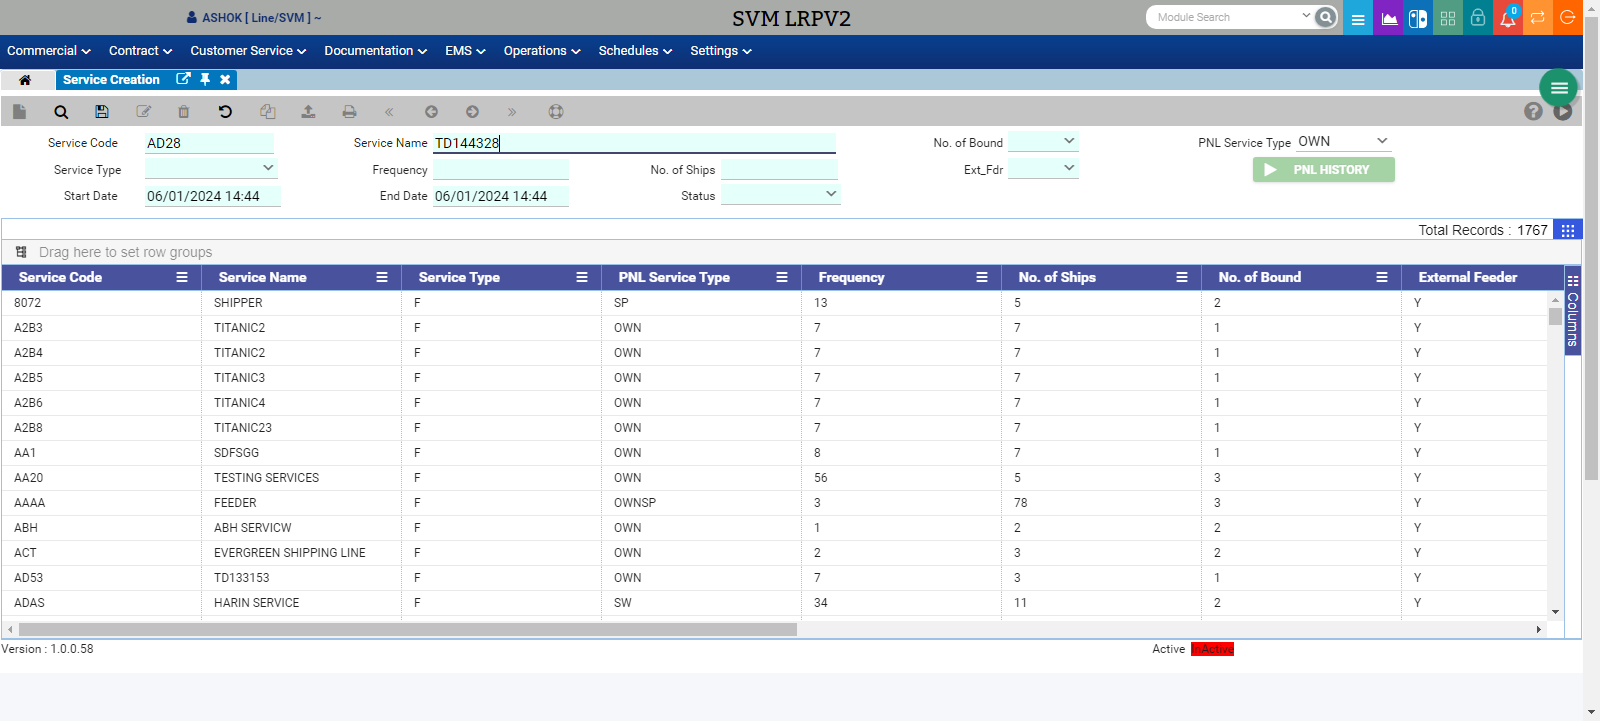 ASHOK [ Line/SVM ] ~ SVM LRPV2 Module Search 0
Commercial Contract Customer Service Documentation EMS Operations Schedules Settings
Service Creation
Service Code AD28 Service Name TD144328 No. of Bound PNL Service Type OWN
Service Type Frequency No. of Ships Ext_Fdr PNL HISTORY
Start Date 06/01/2024 14:44 End Date 06/01/2024 14:44 Status
Total Records : 1767
Drag here to set row groups
Service Code Service Name Service Type PNL Service Type Frequency No. of Ships No. of Bound External Feeder
Columns
8072 SHIPPER F SP 13 5 2 Y
A2B3 TITANIC2 F OWN 7 7 1 Y
A2B4 TITANIC2 F OWN 7 7 1 Y
A2B5 TITANIC3 F OWN 7 7 1 Y
A2B6 TITANIC4 F OWN 7 7 1 Y
A2B8 TITANIC23 F OWN 7 7 1 Y
AA1 SDFSGG F OWN 8 7 1 Y
AA20 TESTING SERVICES F OWN 56 5 3 Y
AAAA FEEDER F OWNSP 3 78 3 Y
ABH ABH SERVICW F OWN 1 2 2 Y
ACT EVERGREEN SHIPPING LINE F OWN 2 3 2 Y
AD53 TD133153 F OWN 7 3 1 Y
ADAS HARIN SERVICE F SW 34 11 2 Y
Version : 1.0.0.58 Active InActive